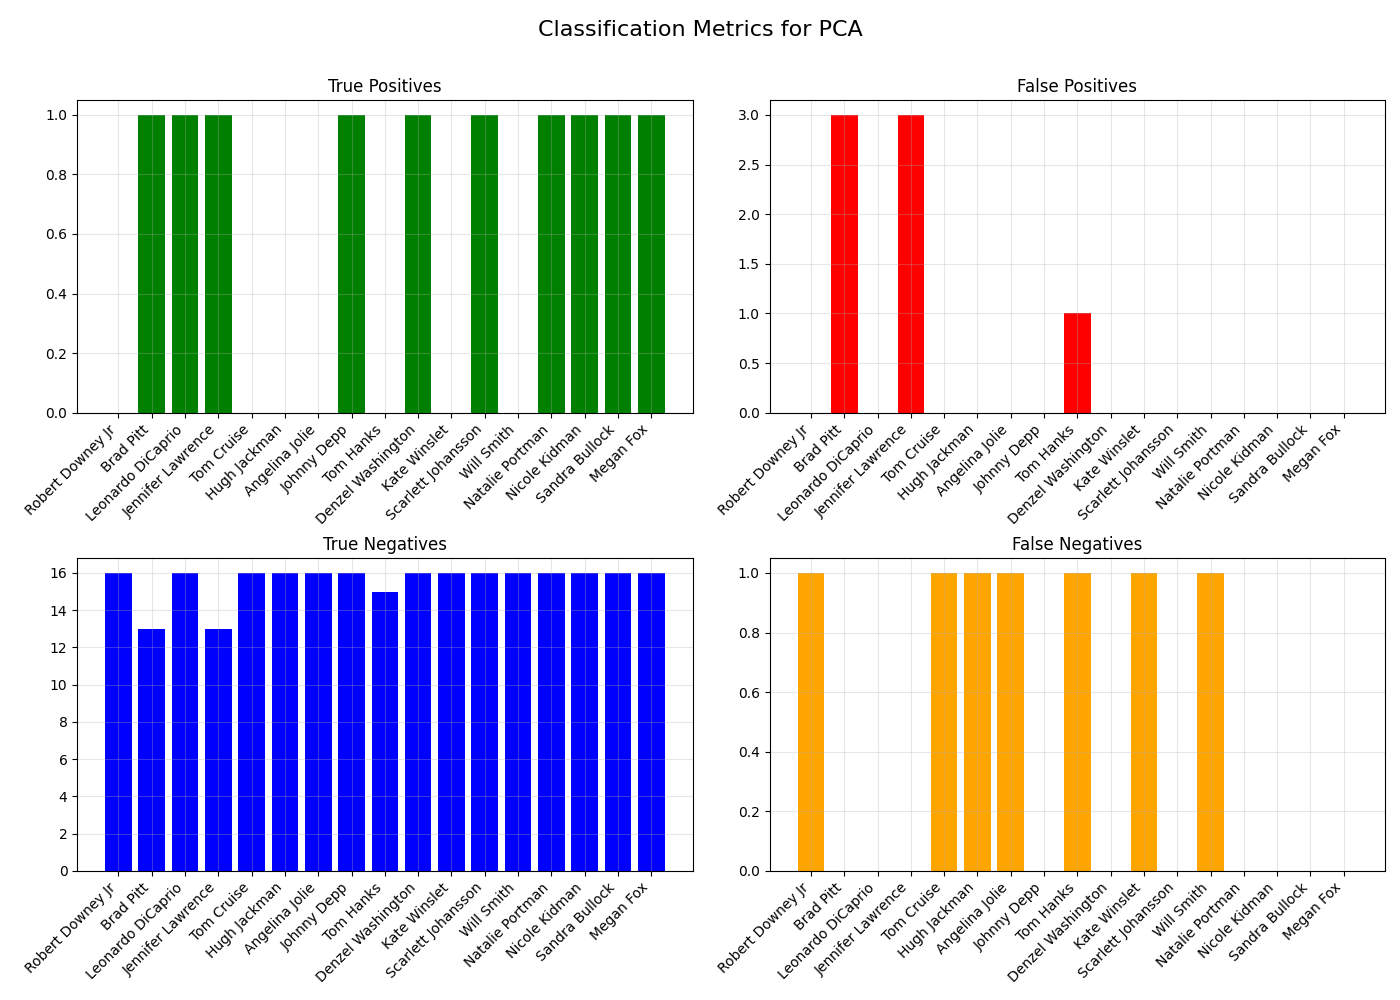 Classification Metrics for PCA
True Positives
1.0
0.8
0.6
0.4
0.2
0.0
Robert Downey Jr
Brad Pitt
Leonardo DiCaprio
Jennifer Lawrence
Tom Cruise
Hugh Jackman
Angelina Jolie
Johnny Depp
Tom Hanks
Denzel Washington
Kate Winslet
Scarlett Johansson
Will Smith
Natalie Portman
Nicole Kidman
Sandra Bullock
Megan Fox
False Positives
3.0
2.5
2.0
1.5
1.0
0.5
0.0
Robert Downey Jr
Brad Pitt
Leonardo DiCaprio
Jennifer Lawrence
Tom Cruise
Hugh Jackman
Angelina Jolie
Johnny Depp
Tom Hanks
Denzel Washington
Kate Winslet
Scarlett Johansson
Will Smith
Natalie Portman
Nicole Kidman
Sandra Bullock
Megan Fox
True Negatives
16
14
12
10
8
6
4
2
0
Robert Downey Jr
Brad Pitt
Leonardo DiCaprio
Jennifer Lawrence
Tom Cruise
Hugh Jackman
Angelina Jolie
Johnny Depp
Tom Hanks
Denzel Washington
Kate Winslet
Scarlett Johansson
Will Smith
Natalie Portman
Nicole Kidman
Sandra Bullock
Megan Fox
False Negatives
1.0
0.8
0.6
0.4
0.2
0.0
Robert Downey Jr
Brad Pitt
Leonardo DiCaprio
Jennifer Lawrence
Tom Cruise
Hugh Jackman
Angelina Jolie
Johnny Depp
Tom Hanks
Denzel Washington
Kate Winslet
Scarlett Johansson
Will Smith
Natalie Portman
Nicole Kidman
Sandra Bullock
Megan Fox